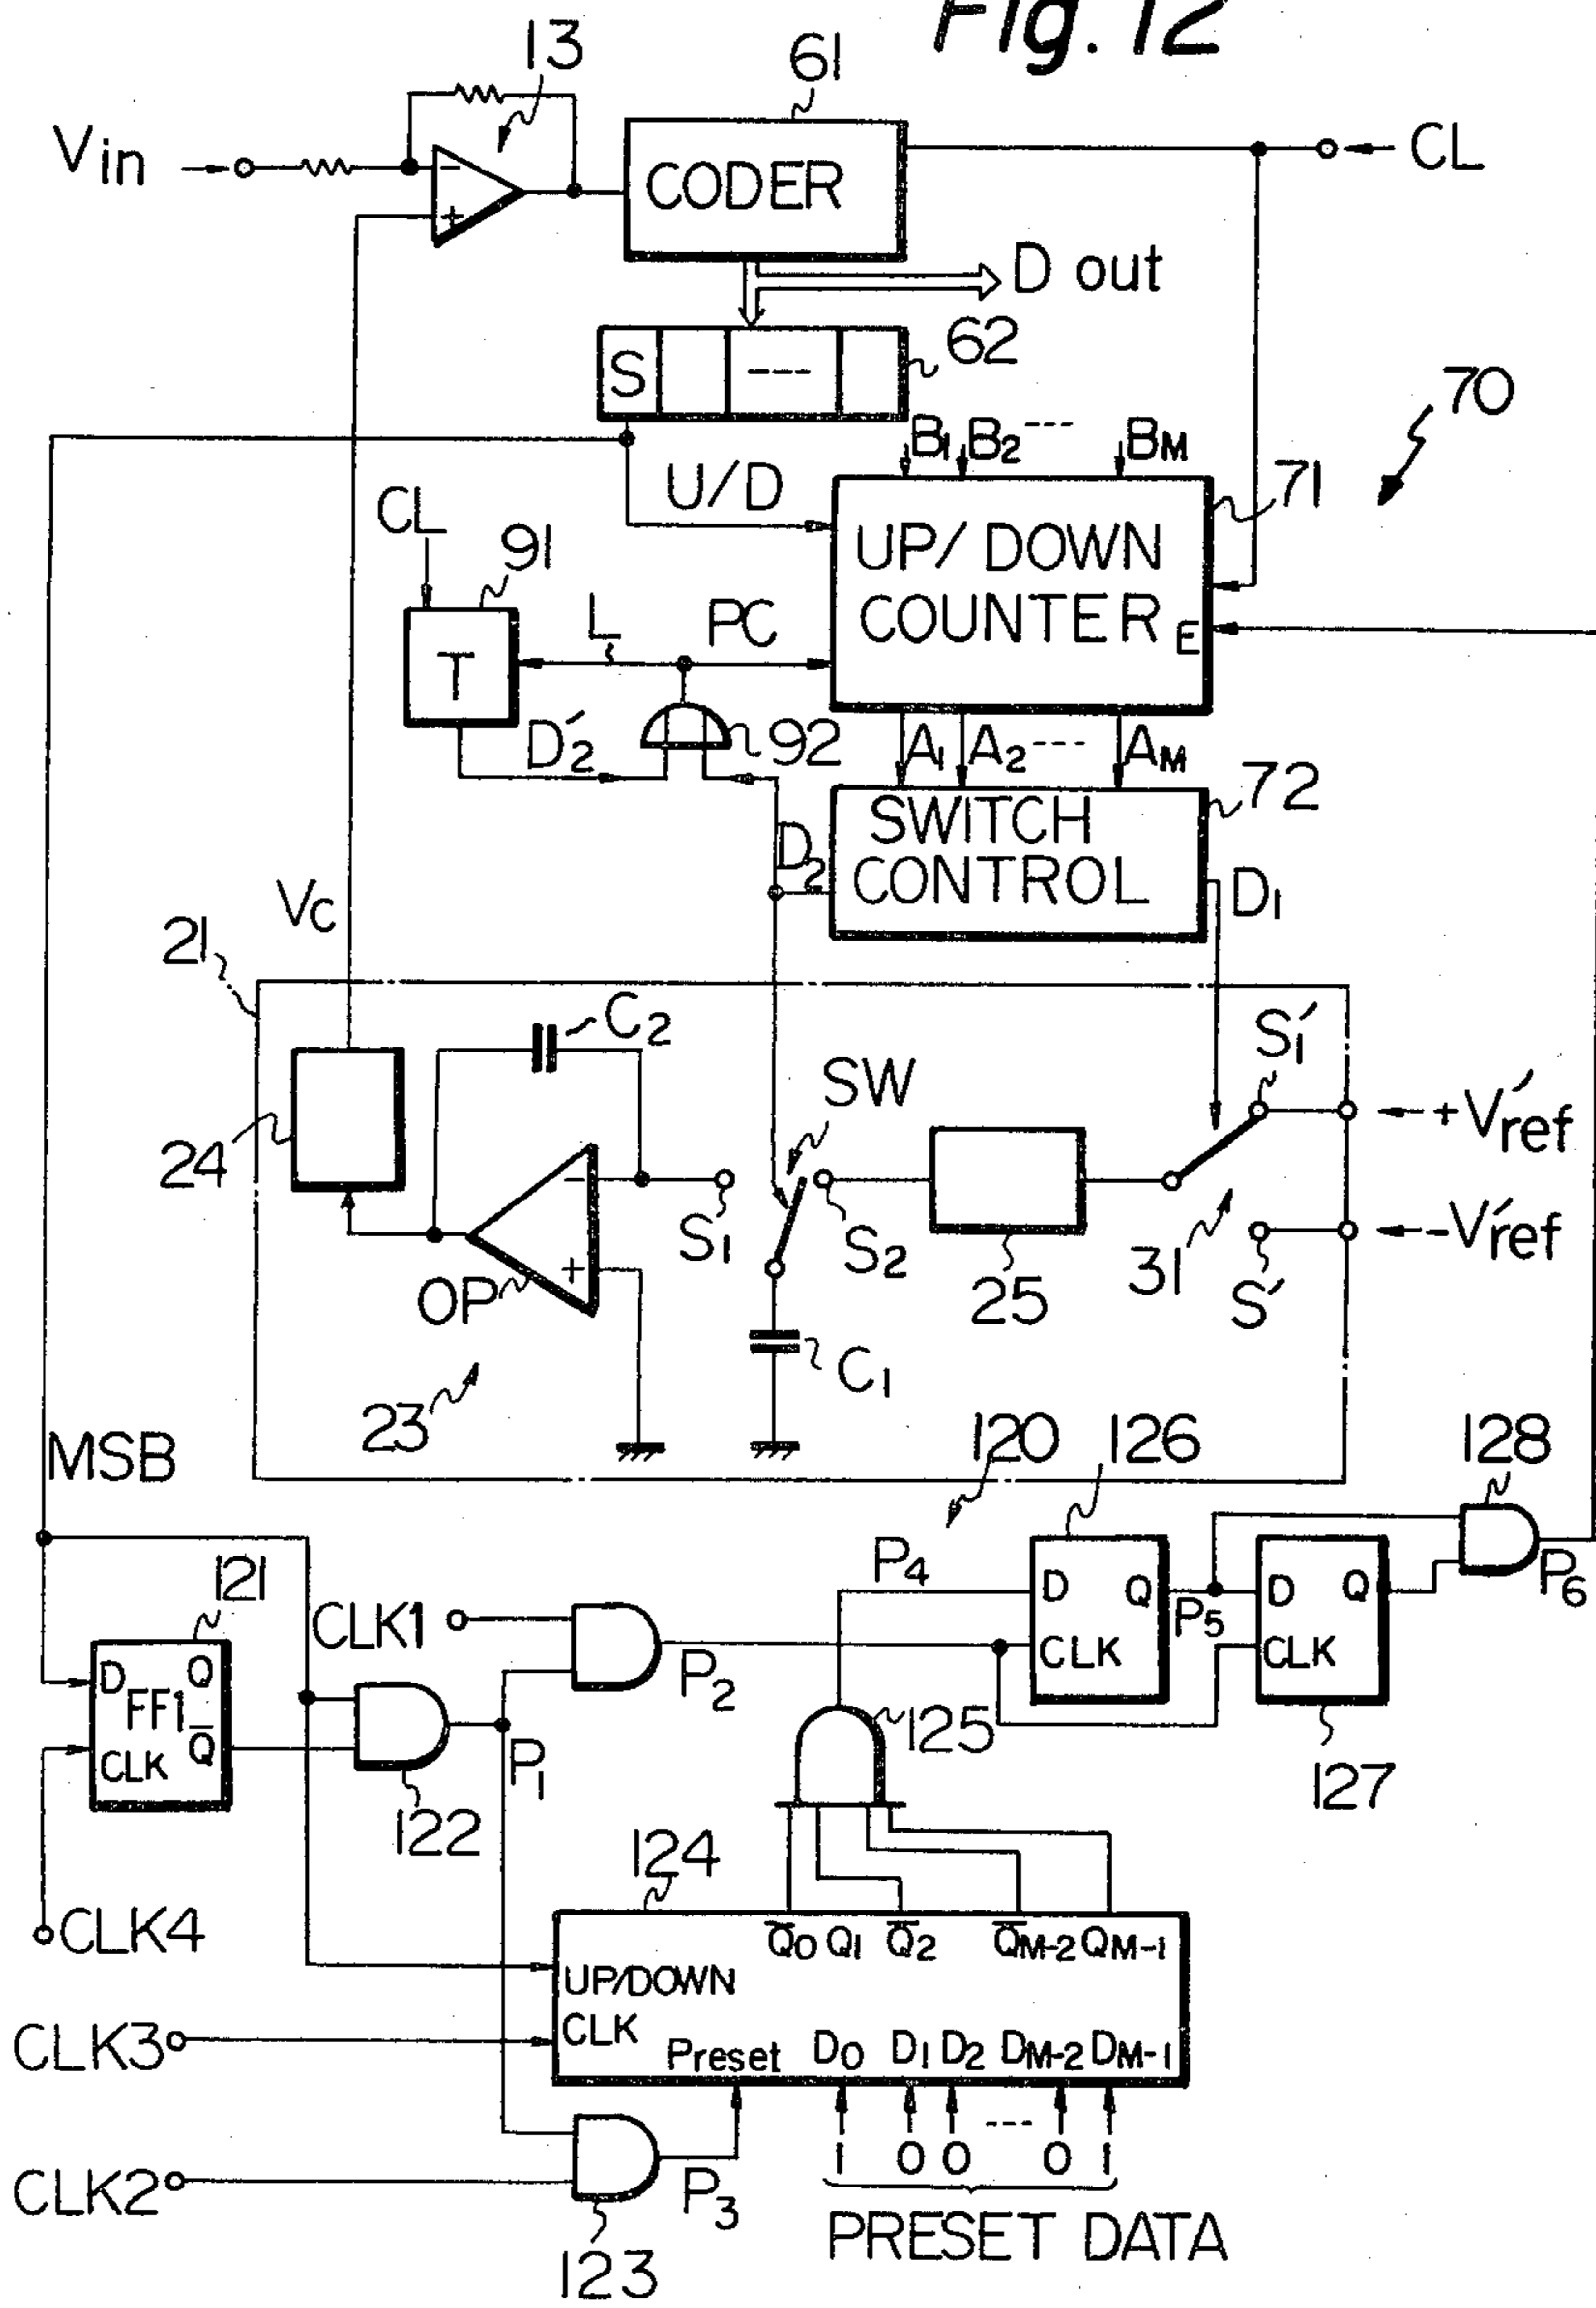 Fig. 12
13
61
Vin
CODER
CL
D out
62
S ---
70
B1 B2 --- BM
71
U/D
CL
91
UP/DOWN
COUNTER E
L
PC
T
D2'
92
A1 A2 --- AM
72
SWITCH
CONTROL
D2
D1
VC
21
C2
S1'
SW
+V'ref
24
-
S1
S2
-V'ref
+
OP
25
31
S'
C1
23
MSB
120
126
128
P4
D Q
P5
D Q
P6
121
CLK1
CLK
CLK
D Q
FF1
CLK Q̅
P2
125
127
P1
122
124
CLK4
Q̅0 Q1 Q̅2 Q̅M-2 QM-1
UP/DOWN
CLK
CLK3
Preset D0 D1 D2 DM-2 DM-1
1 0 0 --- 0 1
CLK2
P3
PRESET DATA
123